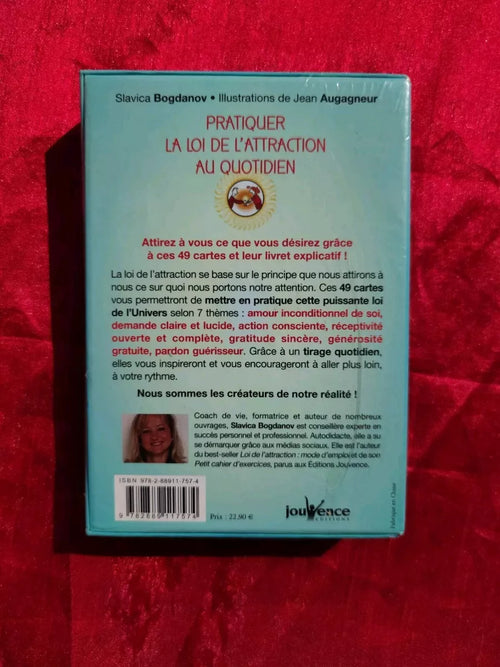 Slavica Bogdanov • Illustrations de Jean Augagneur
PRATIQUER
LA LOI DE L'ATTRACTION
AU QUOTIDIEN
Attirez à vous ce que vous désirez grâce
à ces 49 cartes et leur livret explicatif !
La loi de l'attraction se base sur le principe que nous attirons à
nous ce sur quoi nous portons notre attention. Ces 49 cartes
vous permettront de mettre en pratique cette puissante loi
de l'Univers selon 7 thèmes : amour inconditionnel de soi,
demande claire et lucide, action consciente, réceptivité
ouverte et complète, gratitude sincère, générosité
gratuite, pardon guérisseur. Grâce à un tirage quotidien,
elles vous inspireront et vous encourageront à aller plus loin,
à votre rythme.
Nous sommes les créateurs de notre réalité !
Coach de vie, formatrice et auteur de nombreux
ouvrages, Slavica Bogdanov est conseillère experte en
succès personnel et professionnel. Autodidacte, elle a su
se démarquer grâce aux médias sociaux. Elle est l'auteur
du best-seller Loi de l'attraction : mode d'emploi et de son
Petit cahier d'exercices, parus aux Éditions Jouvence.
ISBN 978-2-88911-757-4
9 782889 117574
Prix : 22,90 €
jouvence
EDITIONS
Fabriqué en Chine